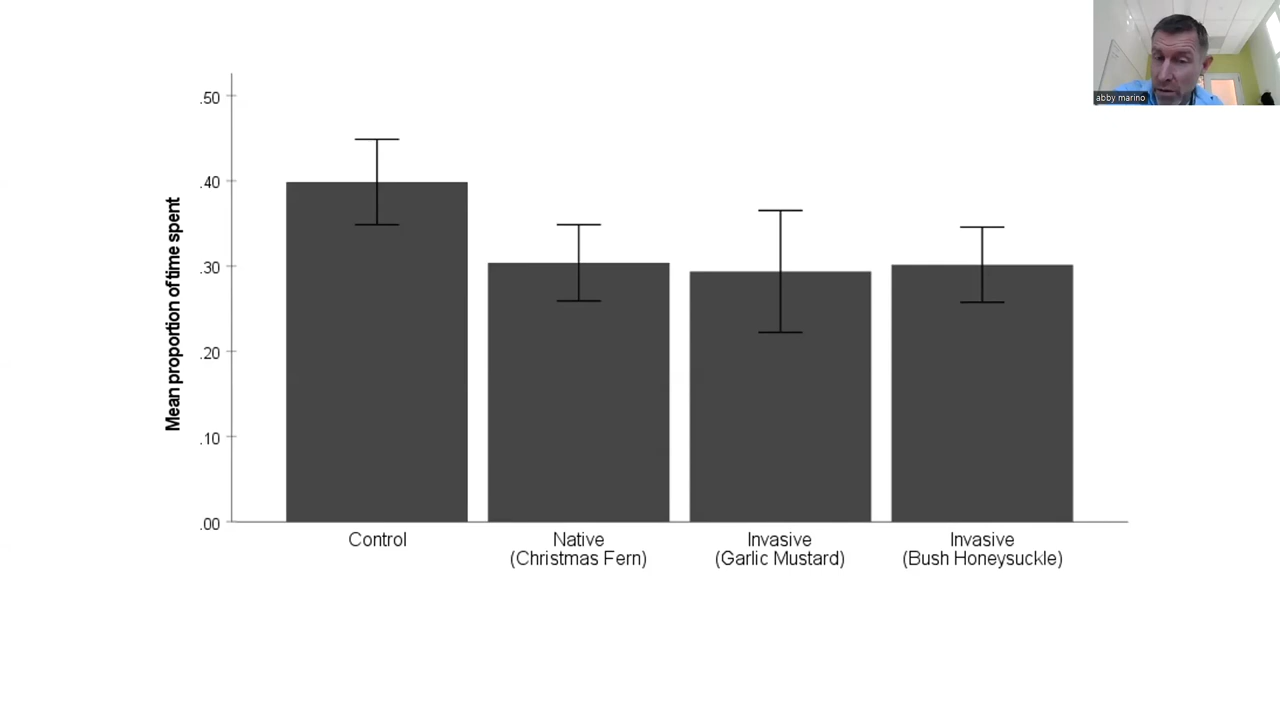 abby marino
Mean proportion of time spent
.50
.40
.30
.20
.10
.00
Control
Native
(Christmas Fern)
Invasive
(Garlic Mustard)
Invasive
(Bush Honeysuckle)